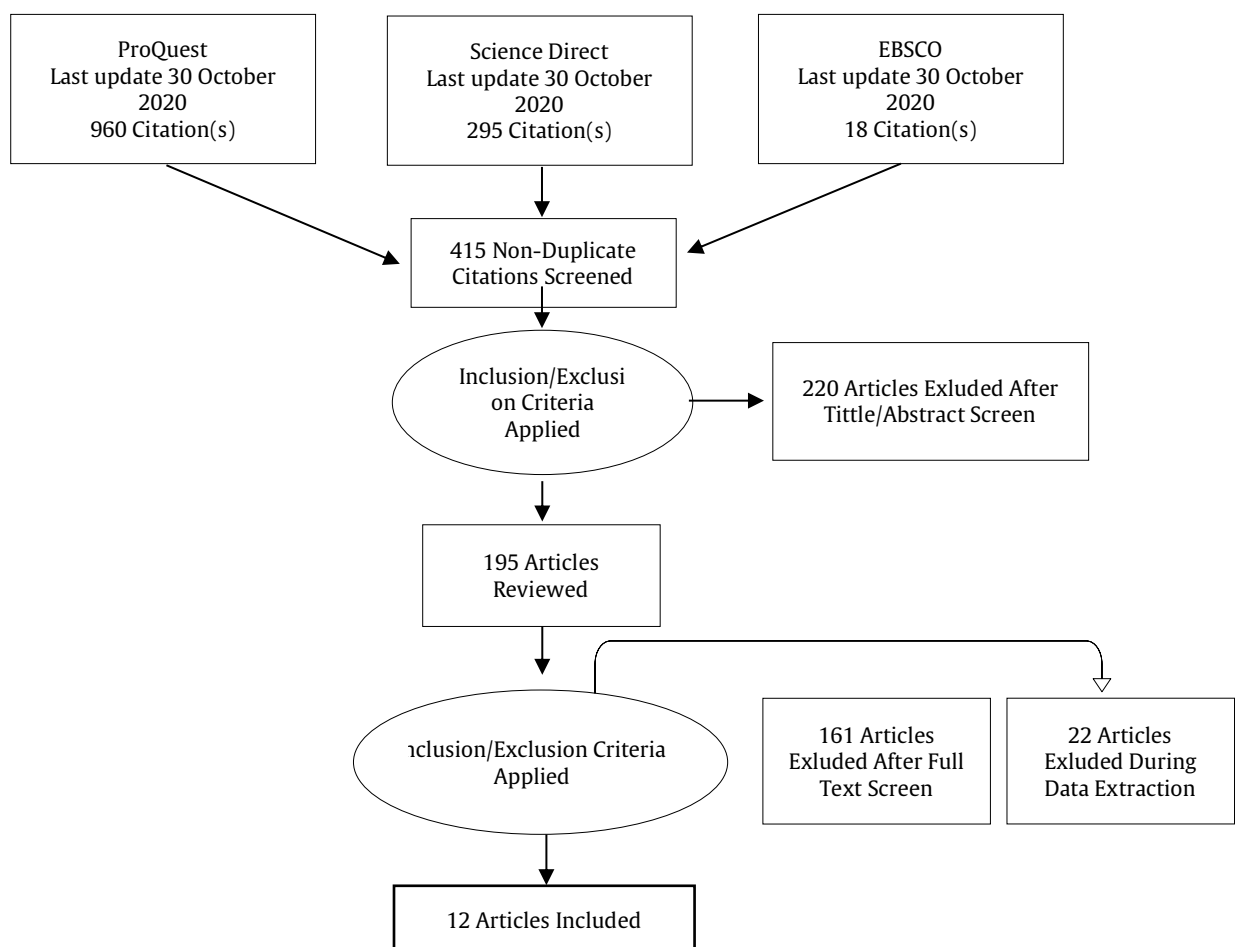 ProQuest
Last update 30 October
2020
960 Citation(s)
Science Direct
Last update 30 October
2020
295 Citation(s)
EBSCO
Last update 30 October
2020
18 Citation(s)
415 Non-Duplicate
Citations Screened
Inclusion/Exclusi
on Criteria
Applied
220 Articles Exluded After
Tittle/Abstract Screen
195 Articles
Reviewed
nclusion/Exclusion Criteria
Applied
161 Articles
Exluded After Full
Text Screen
22 Articles
Exluded During
Data Extraction
12 Articles Included